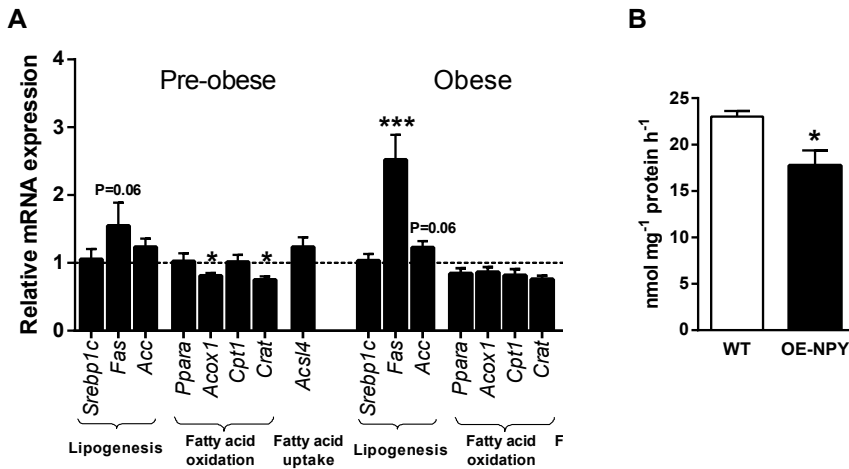 A
Relative mRNA expression
4
3
2
1
0
Pre-obese
Obese
P=0.06
*
*
***
P=0.06
Srebp1c
Fas
Acc
Ppara
Acox1
Cpt1
Crat
Acsl4
Srebp1c
Fas
Acc
Ppara
Acox1
Cpt1
Crat
Lipogenesis
Fatty acid
oxidation
Fatty acid
uptake
Lipogenesis
Fatty acid
oxidation
F
B
nmol mg⁻¹ protein h⁻¹
25
20
15
10
5
0
*
WT
OE-NPY